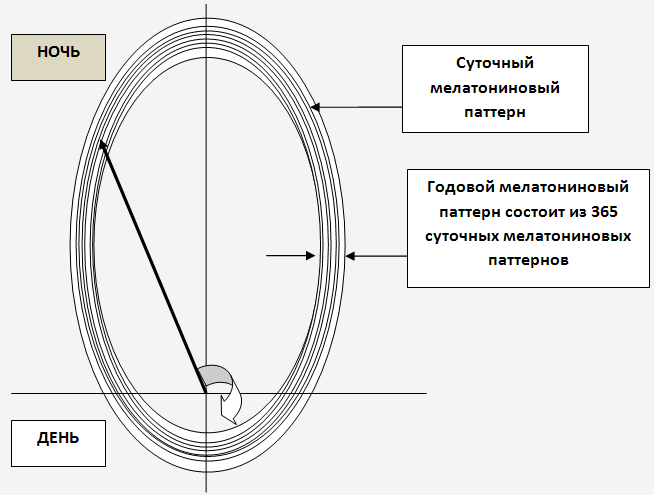 НОЧЬ
Суточный
мелатониновый
паттерн
Годовой мелатониновый
паттерн состоит из 365
суточных мелатониновых
паттернов
ДЕНЬ